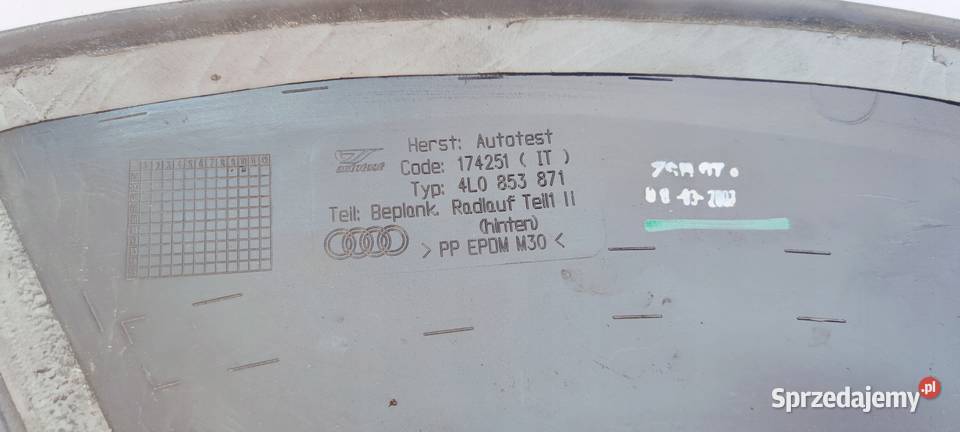 Herst: Autotest
Code: 174251 ( IT )
Typ: 4L0 853 871
Teil: Beplank. Radlauf Teil1 II
(hinten)
> PP EPDM M30 <
Sprzedajemy.pl